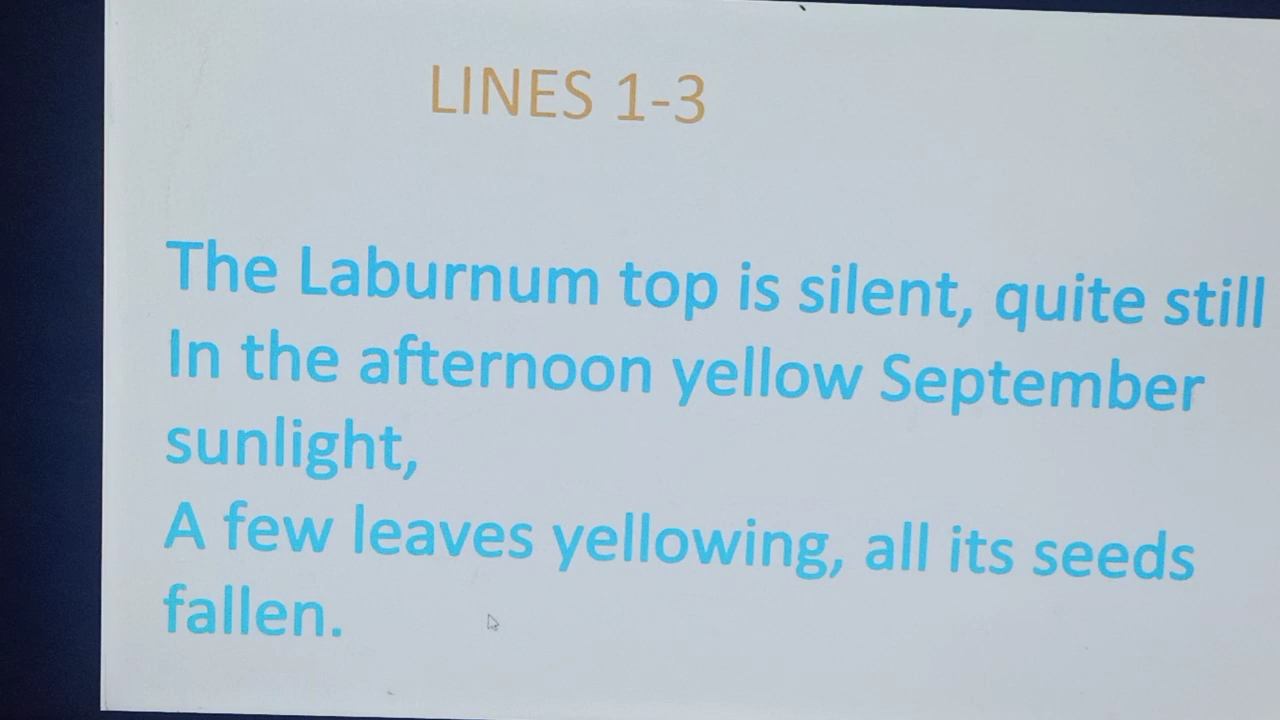 LINES 1-3
The Laburnum top is silent, quite still
In the afternoon yellow September
sunlight,
A few leaves yellowing, all its seeds
fallen.